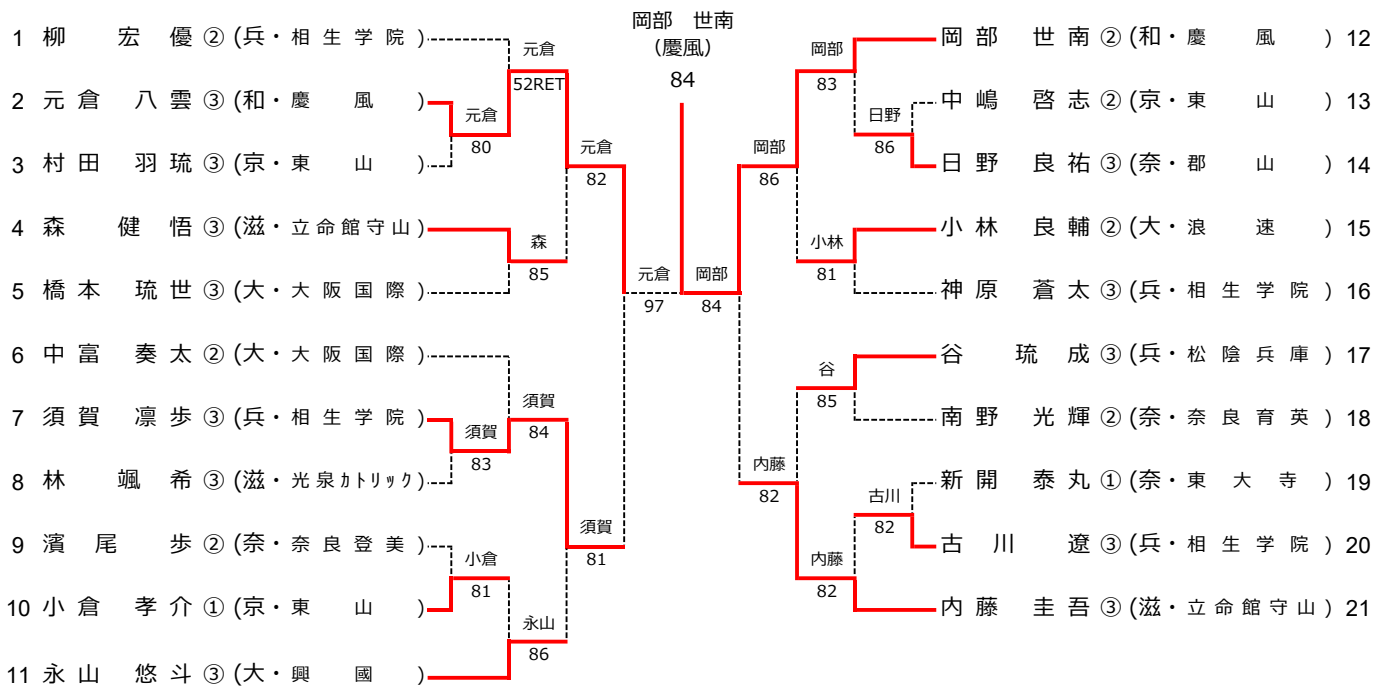 岡部 世南
(慶風)
84
1 柳 宏優② (兵・相生学院)
2 元倉 八雲③ (和・慶風)
3 村田 羽琉③ (京・東山)
4 森 健悟③ (滋・立命館守山)
5 橋本 琉世③ (大・大阪国際)
6 中富 奏太② (大・大阪国際)
7 須賀 凛歩③ (兵・相生学院)
8 林 颯希③ (滋・光泉カトリック)
9 濱尾 歩② (奈・奈良登美)
10 小倉 孝介① (京・東山)
11 永山 悠斗③ (大・興國)
元倉
80
須賀
83
小倉
81
元倉
52RET
森
85
須賀
84
永山
86
元倉
82
須賀
81
元倉
97
岡部
84
岡部
86
内藤
82
岡部
83
小林
81
谷
85
内藤
82
日野
86
古川
82
岡部 世南② (和・慶風) 12
中嶋 啓志② (京・東山) 13
日野 良祐③ (奈・郡山) 14
小林 良輔② (大・浪速) 15
神原 蒼太③ (兵・相生学院) 16
谷 琉成③ (兵・松陰兵庫) 17
南野 光輝② (奈・奈良育英) 18
新開 泰丸① (奈・東大寺) 19
古川 遼③ (兵・相生学院) 20
内藤 圭吾③ (滋・立命館守山) 21